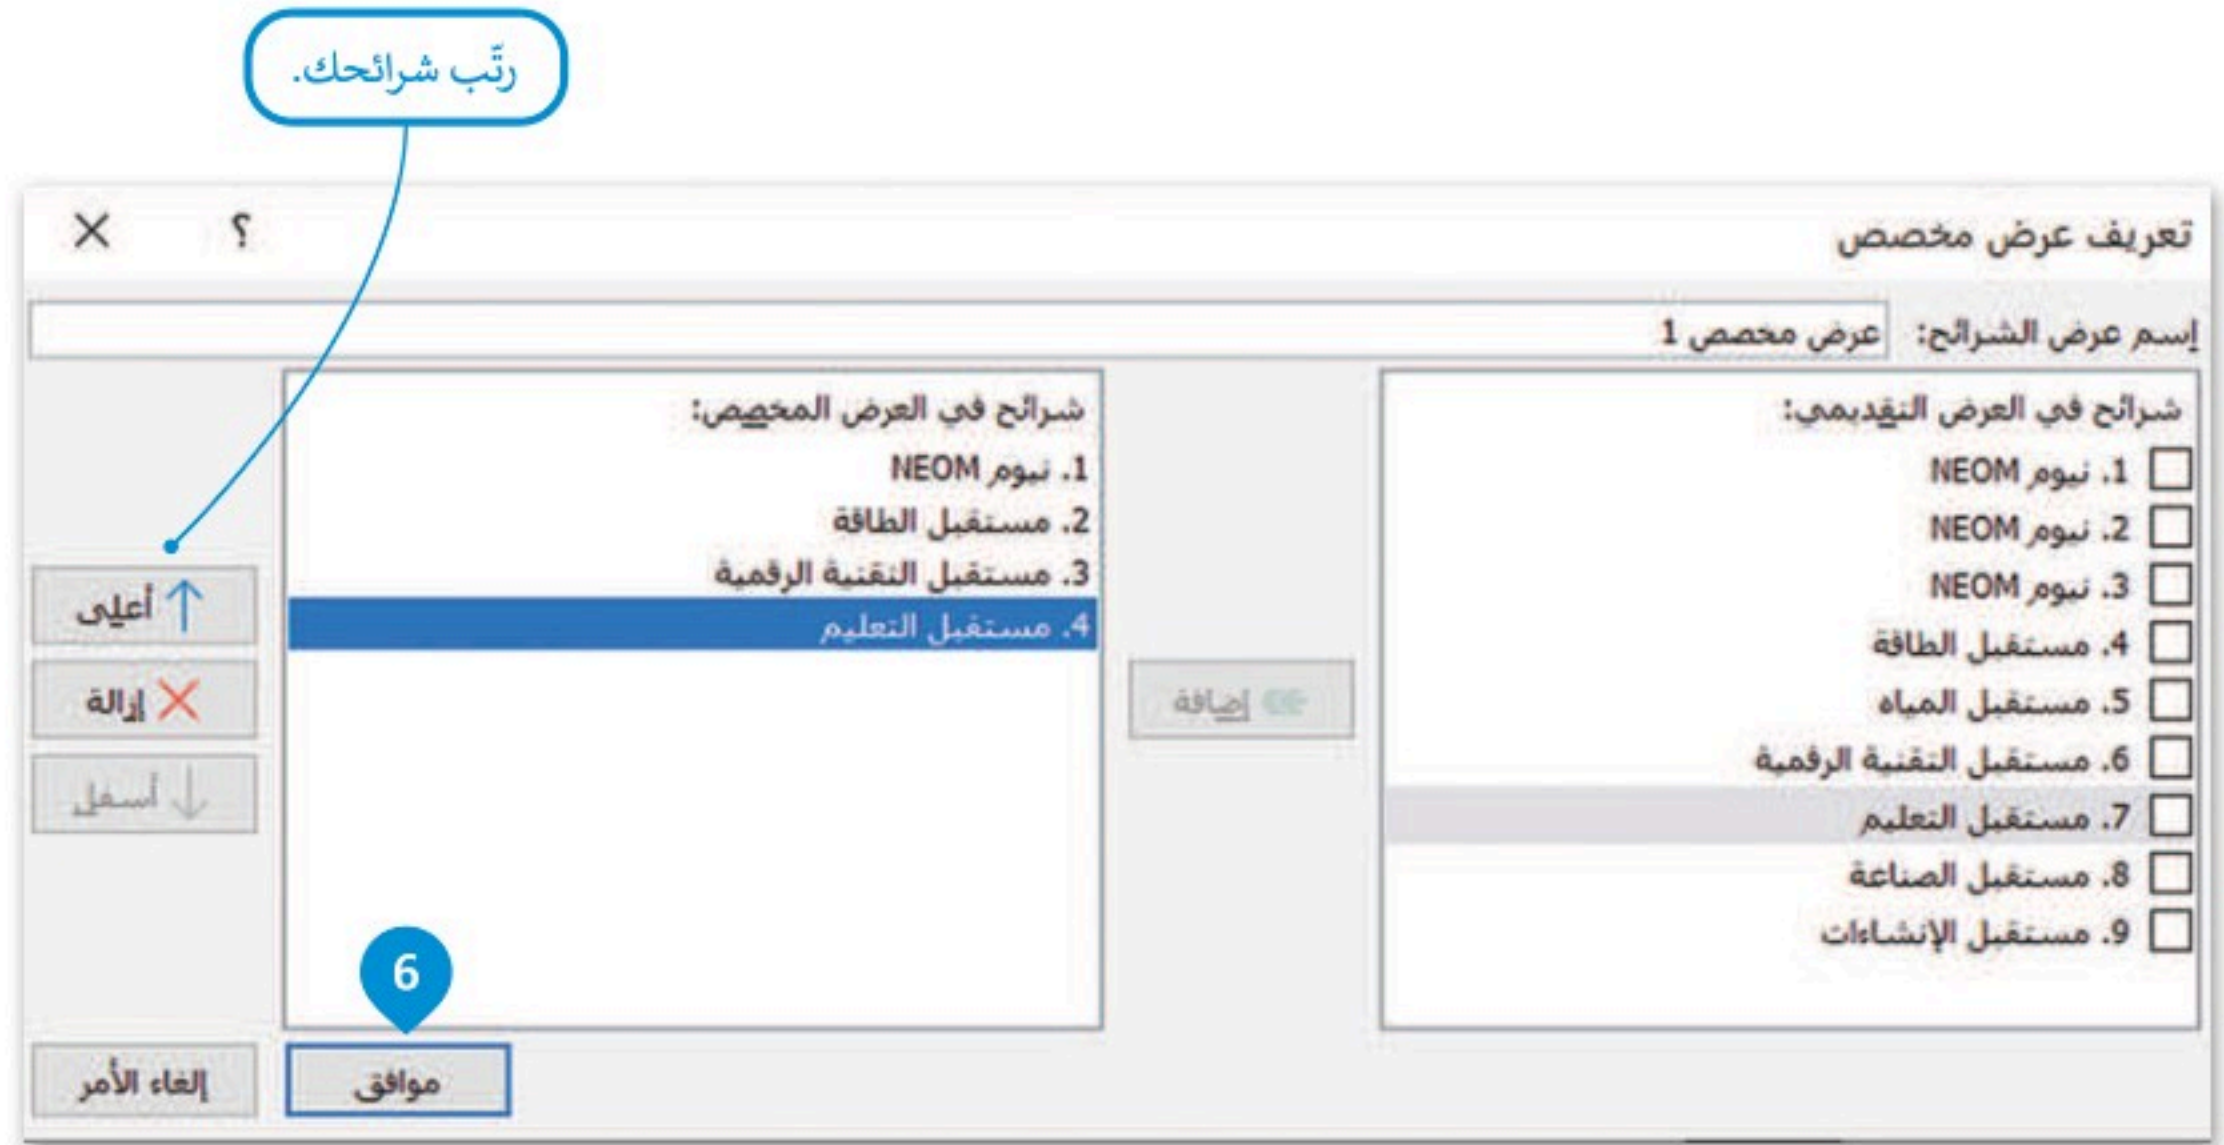 رتّب شرائحك.
تعريف عرض مخصص
؟
إسم عرض الشرائح: عرض مخصص 1
شرائح في العرض التقديمي:
1. نيوم NEOM
2. نيوم NEOM
3. نيوم NEOM
4. مستقبل الطاقة
5. مستقبل المياه
6. مستقبل التقنية الرقمية
7. مستقبل التعليم
8. مستقبل الصناعة
9. مستقبل الإنشاءات
إضافة
شرائح في العرض المخصص:
1. نيوم NEOM
2. مستقبل الطاقة
3. مستقبل التقنية الرقمية
4. مستقبل التعليم
أعلى
إزالة
أسفل
6
موافق
إلغاء الأمر